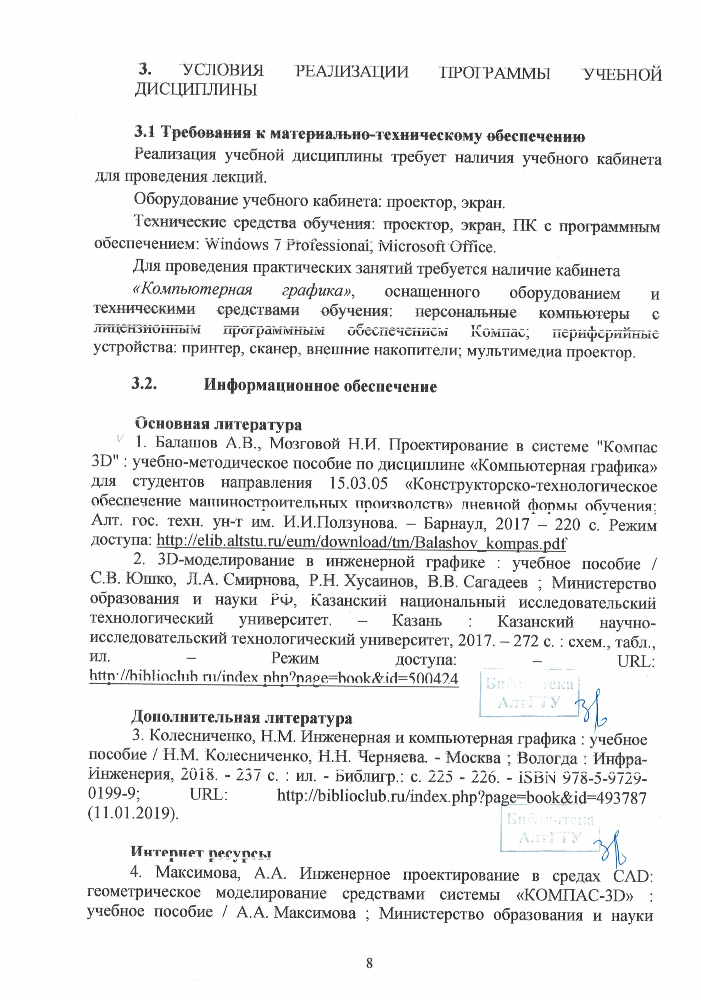 3. УСЛОВИЯ РЕАЛИЗАЦИИ ПРОГРАММЫ УЧЕБНОЙ
ДИСЦИПЛИНЫ
3.1 Требования к материально-техническому обеспечению
Реализация учебной дисциплины требует наличия учебного кабинета
для проведения лекций.
Оборудование учебного кабинета: проектор, экран.
Технические средства обучения: проектор, экран, ПК с программным
обеспечением: Windows 7 Professional, Microsoft Office.
Для проведения практических занятий требуется наличие кабинета
«Компьютерная графика», оснащенного оборудованием и
техническими средствами обучения: персональные компьютеры с
лицензионным программным обеспечением Компас; периферийные
устройства: принтер, сканер, внешние накопители; мультимедиа проектор.
3.2. Информационное обеспечение
Основная литература
1. Балашов А.В., Мозговой Н.И. Проектирование в системе "Компас
3D" : учебно-методическое пособие по дисциплине «Компьютерная графика»
для студентов направления 15.03.05 «Конструкторско-технологическое
обеспечение машиностроительных производств» дневной формы обучения;
Алт. гос. техн. ун-т им. И.И.Ползунова. – Барнаул, 2017 – 220 с. Режим
доступа: http://elib.altstu.ru/eum/download/tm/Balashov_kompas.pdf
2. 3D-моделирование в инженерной графике : учебное пособие /
С.В. Юшко, Л.А. Смирнова, Р.Н. Хусаинов, В.В. Сагадеев ; Министерство
образования и науки РФ, Казанский национальный исследовательский
технологический университет. – Казань : Казанский научно-
исследовательский технологический университет, 2017. – 272 с. : схем., табл.,
ил. – Режим доступа: – URL:
http://biblioclub.ru/index.php?page=book&id=500424
Библиотека
АлтГТУ
Дополнительная литература
3. Колесниченко, Н.М. Инженерная и компьютерная графика : учебное
пособие / Н.М. Колесниченко, Н.Н. Черняева. - Москва ; Вологда : Инфра-
Инженерия, 2018. - 237 с. : ил. - Библигр.: с. 225 - 226. - ISBN 978-5-9729-
0199-9; URL: http://biblioclub.ru/index.php?page=book&id=493787
(11.01.2019).
Библиотека
АлтГТУ
Интернет ресурсы
4. Максимова, А.А. Инженерное проектирование в средах CAD:
геометрическое моделирование средствами системы «КОМПАС-3D» :
учебное пособие / А.А. Максимова ; Министерство образования и науки
8